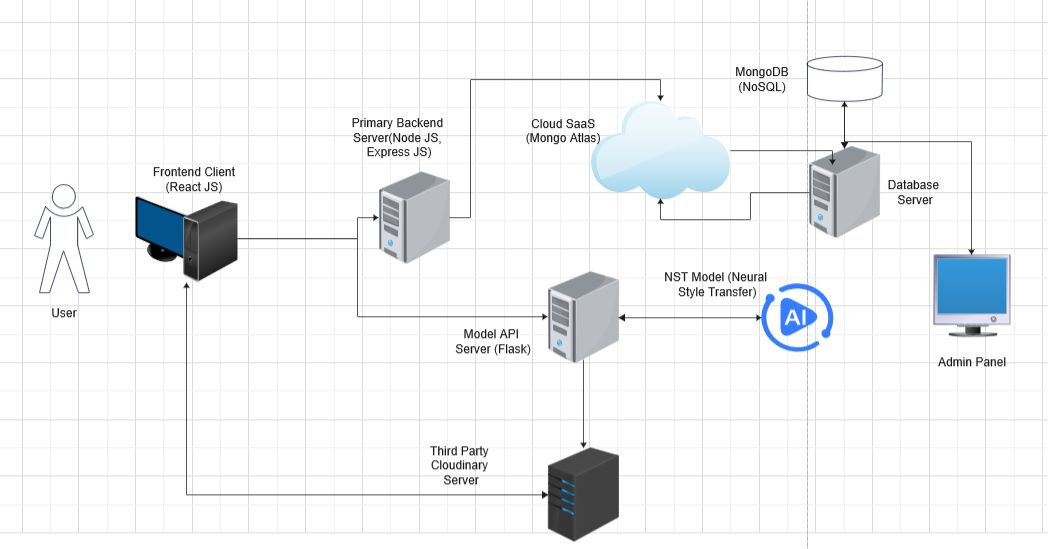 MongoDB
(NoSQL)
Primary Backend
Server(Node JS,
Express JS)
Cloud SaaS
(Mongo Atlas)
Frontend Client
(React JS)
Database
Server
User
NST Model (Neural
Style Transfer)
AI
Model API
Server (Flask)
Admin Panel
Third Party
Cloudinary
Server